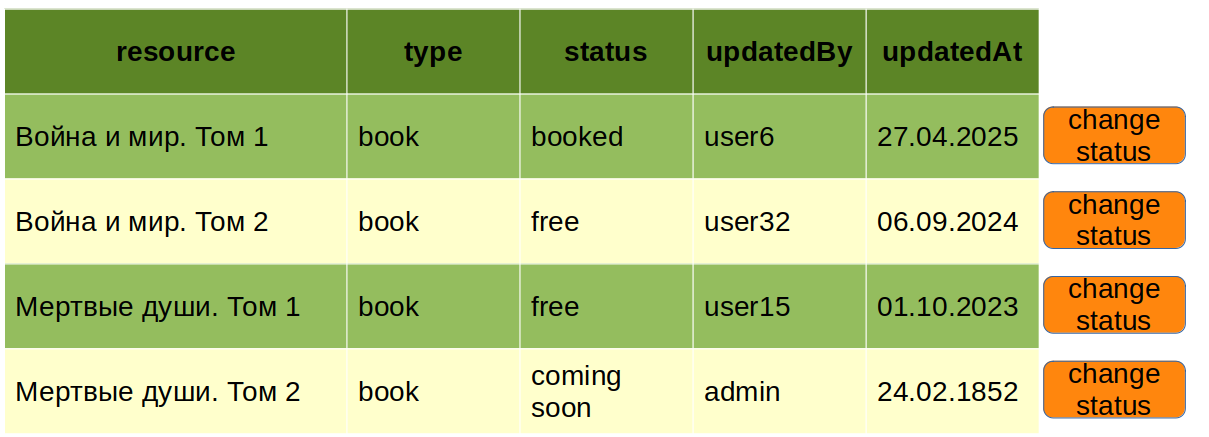 resource type status updatedBy updatedAt
Война и мир. Том 1 book booked user6 27.04.2025 change
status
Война и мир. Том 2 book free user32 06.09.2024 change
status
Мертвые души. Том 1 book free user15 01.10.2023 change
status
Мертвые души. Том 2 book coming
soon admin 24.02.1852 change
status